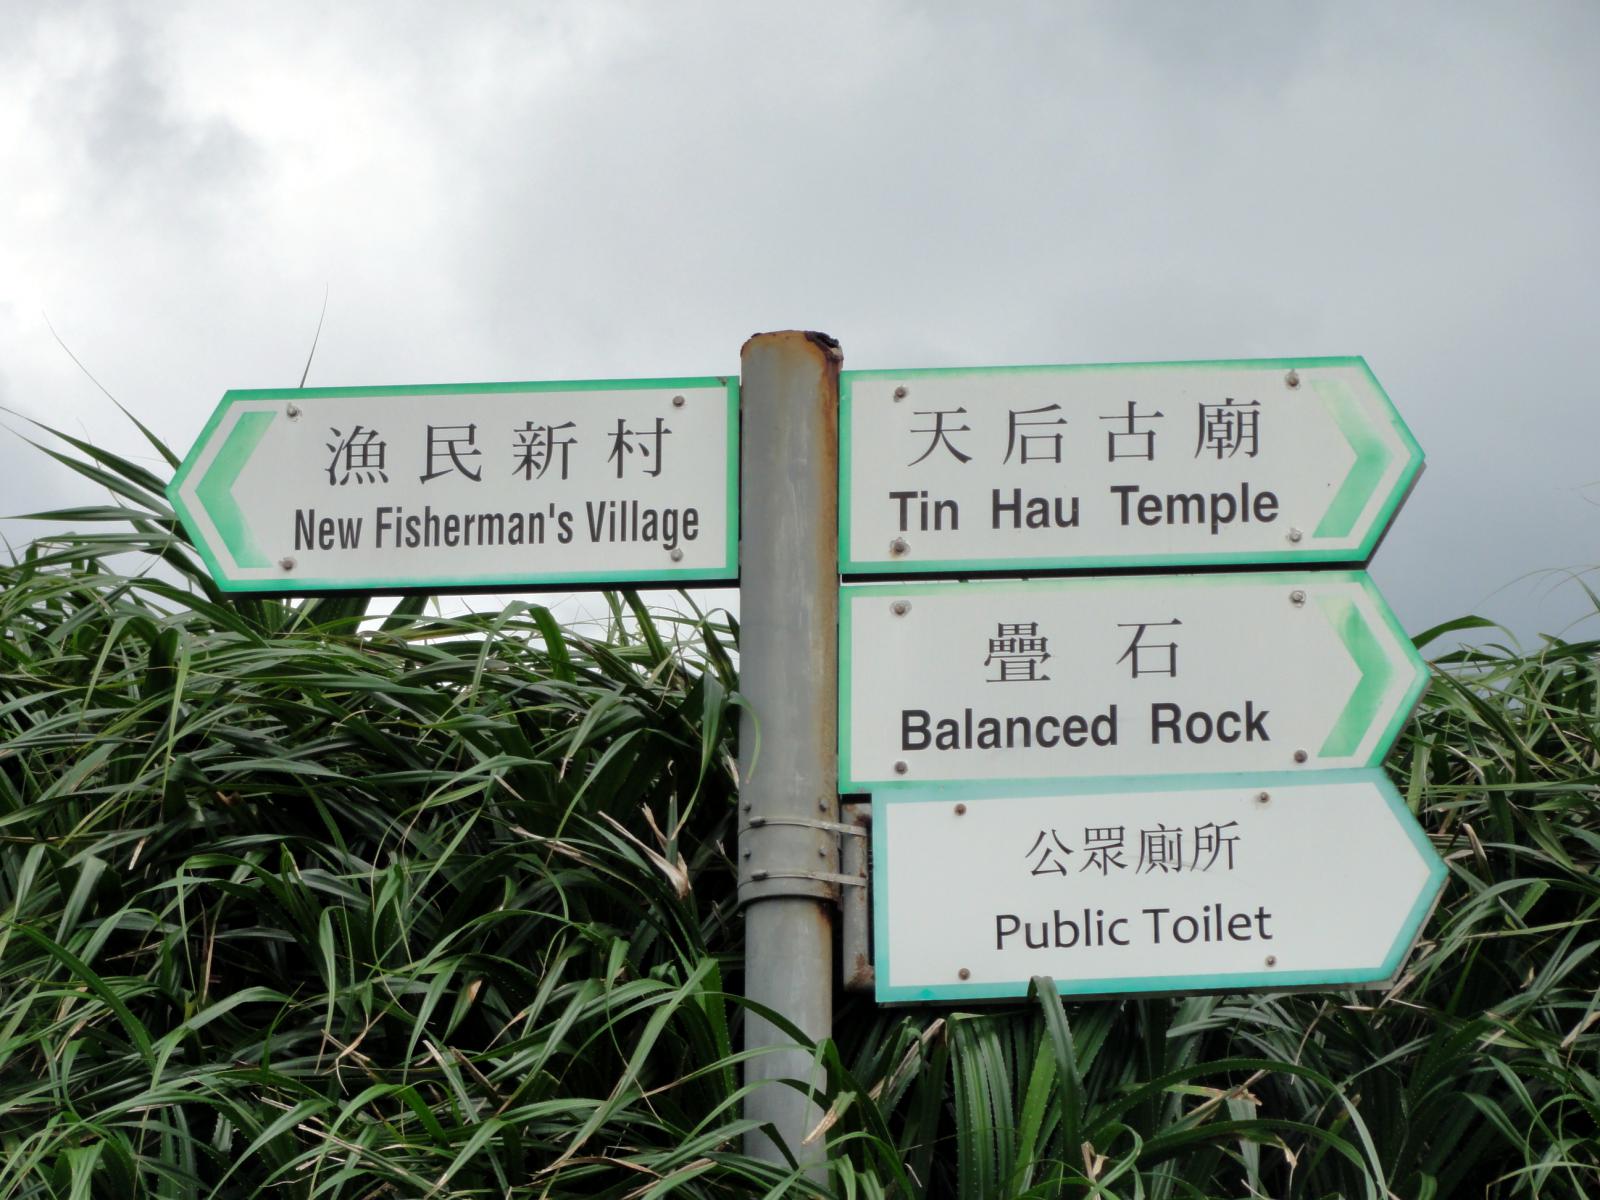 漁民新村
New Fisherman's Village
天后古廟
Tin Hau Temple
疊石
Balanced Rock
公眾廁所
Public Toilet